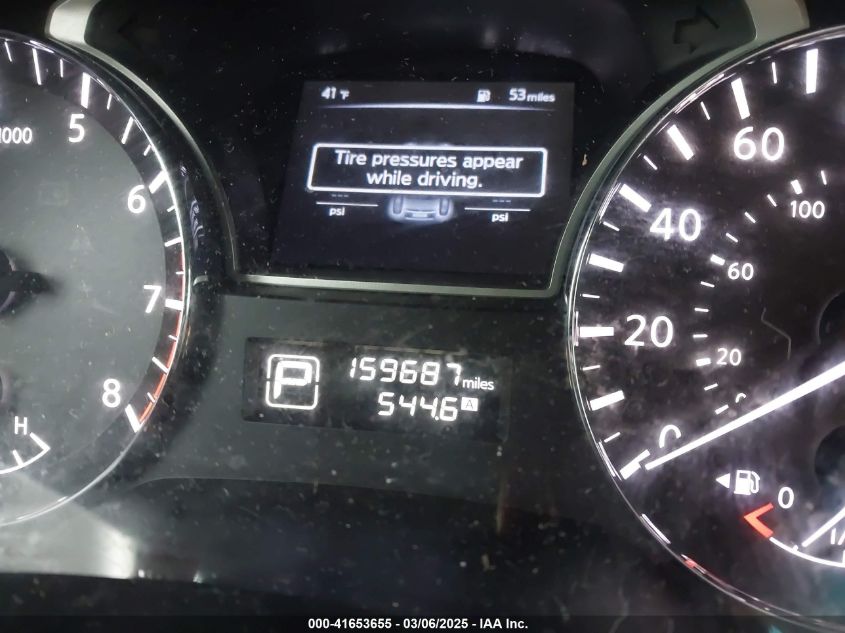 41 °F 53 miles
Tire pressures appear
while driving.
--- ---
psi psi
1000
5
6
7
8
H
P
159687 miles
544.6 A
60
40
20
0
100
60
20
0
000-41653655 - 03/06/2025 - IAA Inc.